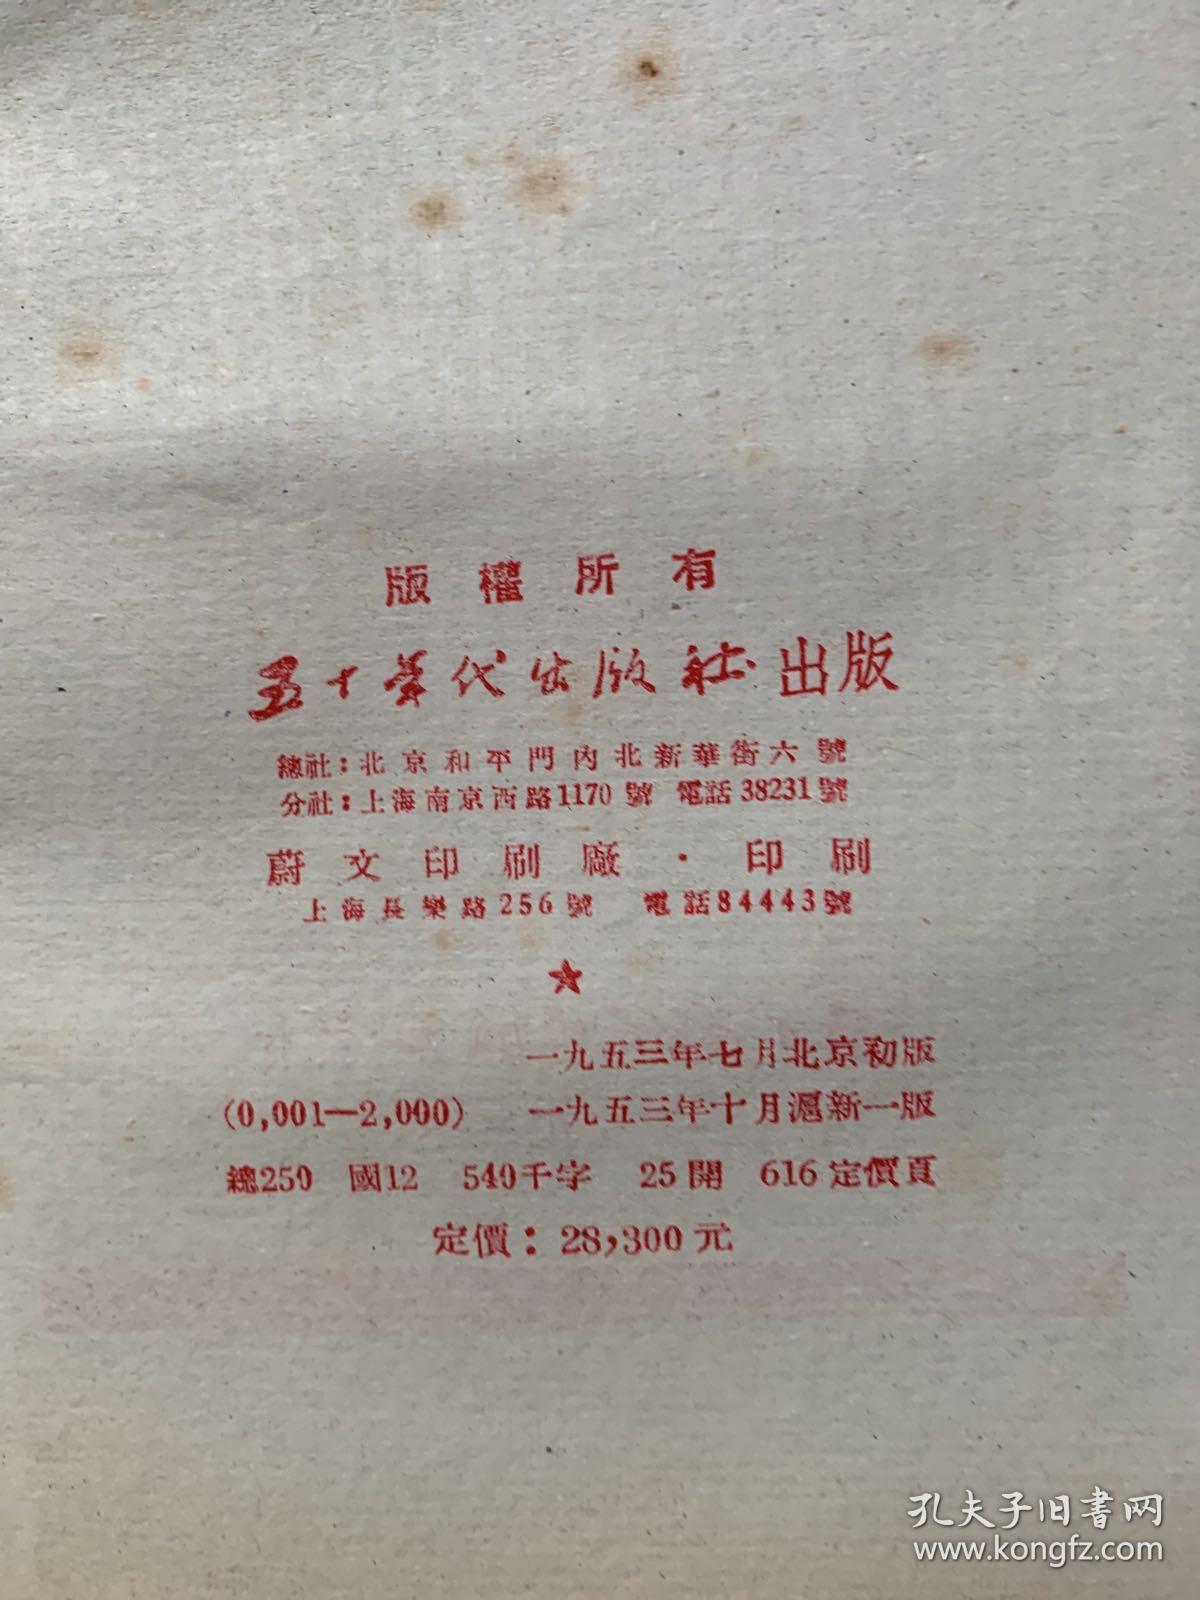 版權所有
五十年代出版社出版
總社：北京和平門內北新華街六號
分社：上海南京西路1170號 電話38231號
蔚文印刷廠·印刷
上海長樂路256號 電話84443號
★
一九五三年七月北京初版
(0,001—2,000) 一九五三年十月滬新一版
總250 國12 540千字 25開 616定價頁
定價：28,300元
孔夫子旧书网
www.kongfz.com